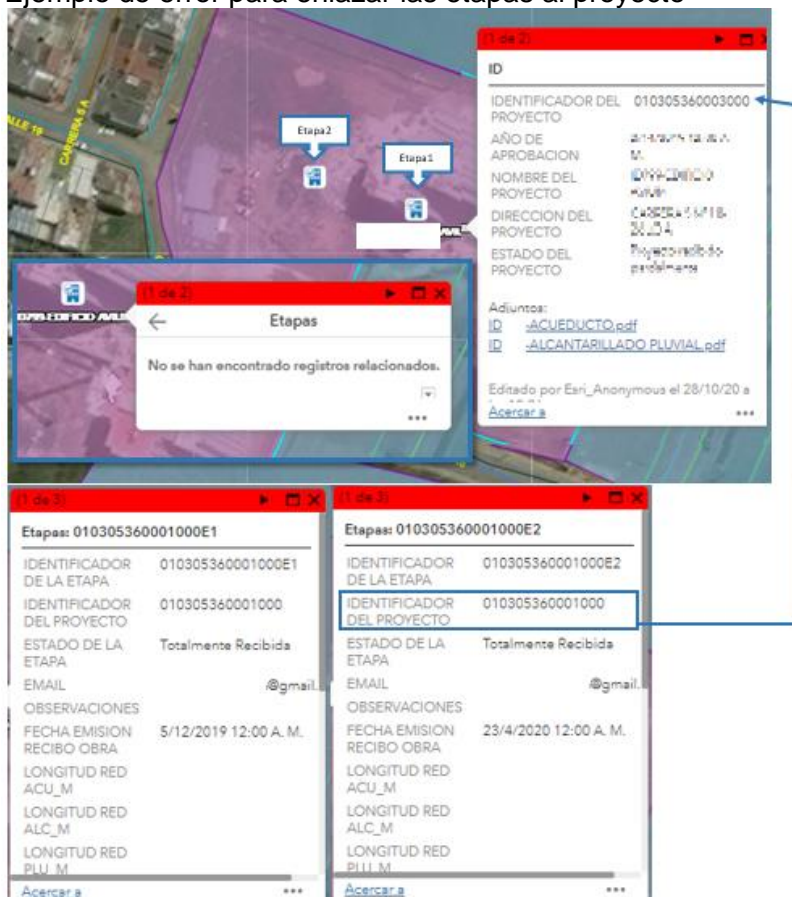 Ejemplo de error para enlazar las etapas al proyecto
CARRERA 5 A
Etapa2
Etapa1
(1 de 2)
ID
IDENTIFICADOR DEL PROYECTO 010305360003000
AÑO DE APROBACION
NOMBRE DEL PROYECTO
DIRECCION DEL PROYECTO
ESTADO DEL PROYECTO
Adjuntos:
ID -ACUEDUCTO.pdf
ID -ALCANTARILLADO PLUVIAL.pdf
Editado por Esri_Anonymous el 28/10/20 a
Acercar a
(1 de 2)
Etapas
No se han encontrado registros relacionados.
(1 de 3)
Etapas: 010305360001000E1
IDENTIFICADOR DE LA ETAPA 010305360001000E1
IDENTIFICADOR DEL PROYECTO 010305360001000
ESTADO DE LA ETAPA Totalmente Recibida
EMAIL @gmail.
OBSERVACIONES
FECHA EMISION RECIBO OBRA 5/12/2019 12:00 A. M.
LONGITUD RED ACU_M
LONGITUD RED ALC_M
LONGITUD RED PLU_M
Acercar a
(1 de 3)
Etapas: 010305360001000E2
IDENTIFICADOR DE LA ETAPA 010305360001000E2
IDENTIFICADOR DEL PROYECTO 010305360001000
ESTADO DE LA ETAPA Totalmente Recibida
EMAIL @gmail.
OBSERVACIONES
FECHA EMISION RECIBO OBRA 23/4/2020 12:00 A. M.
LONGITUD RED ACU_M
LONGITUD RED ALC_M
LONGITUD RED PLU_M
Acercar a